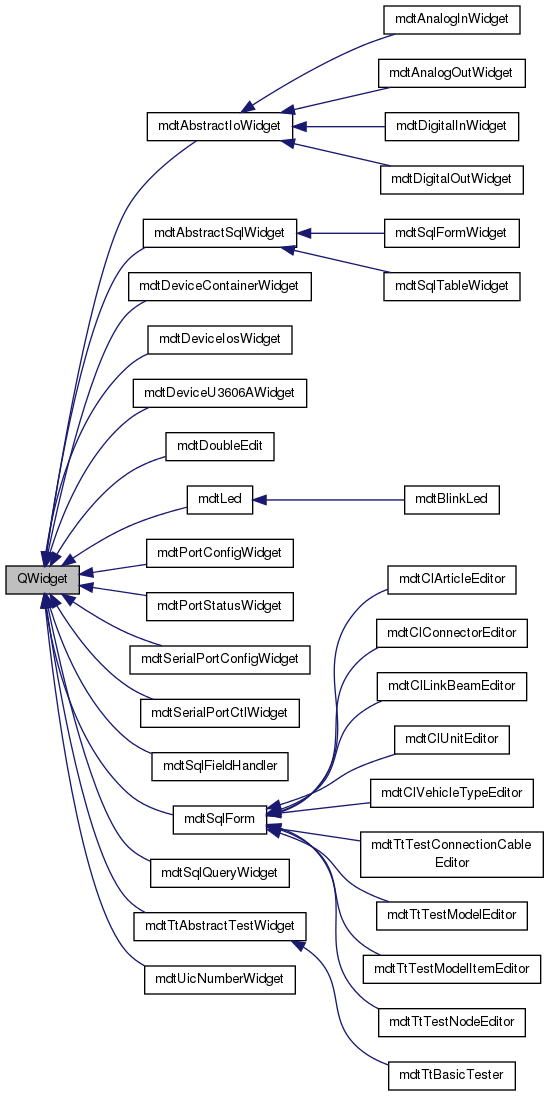 mdtAnalogInWidget
mdtAnalogOutWidget
mdtAbstractIoWidget
mdtDigitalInWidget
mdtDigitalOutWidget
mdtAbstractSqlWidget
mdtSqlFormWidget
mdtDeviceContainerWidget
mdtSqlTableWidget
mdtDeviceIosWidget
mdtDeviceU3606AWidget
mdtDoubleEdit
mdtLed
mdtBlinkLed
mdtPortConfigWidget
QWidget
mdtClArticleEditor
mdtPortStatusWidget
mdtClConnectorEditor
mdtSerialPortConfigWidget
mdtClLinkBeamEditor
mdtSerialPortCtlWidget
mdtClUnitEditor
mdtSqlFieldHandler
mdtClVehicleTypeEditor
mdtSqlForm
mdtTtTestConnectionCable
Editor
mdtSqlQueryWidget
mdtTtTestModelEditor
mdtTtAbstractTestWidget
mdtTtTestModelItemEditor
mdtUicNumberWidget
mdtTtTestNodeEditor
mdtTtBasicTester